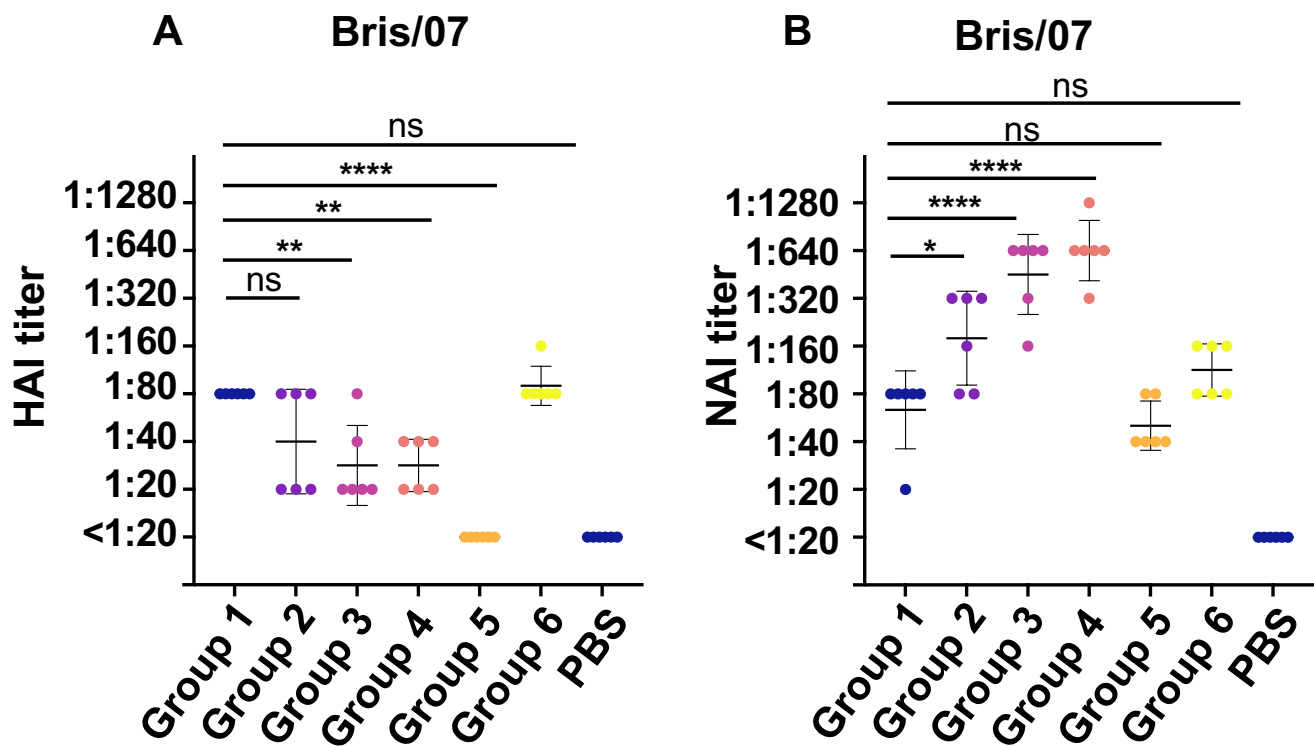 A
Bris/07
ns
****
**
**
ns
HAI titer
1:1280
1:640
1:320
1:160
1:80
1:40
1:20
<1:20
Group 1
Group 2
Group 3
Group 4
Group 5
Group 6
PBS
B
Bris/07
ns
ns
****
****
*
NAI titer
1:1280
1:640
1:320
1:160
1:80
1:40
1:20
<1:20
Group 1
Group 2
Group 3
Group 4
Group 5
Group 6
PBS